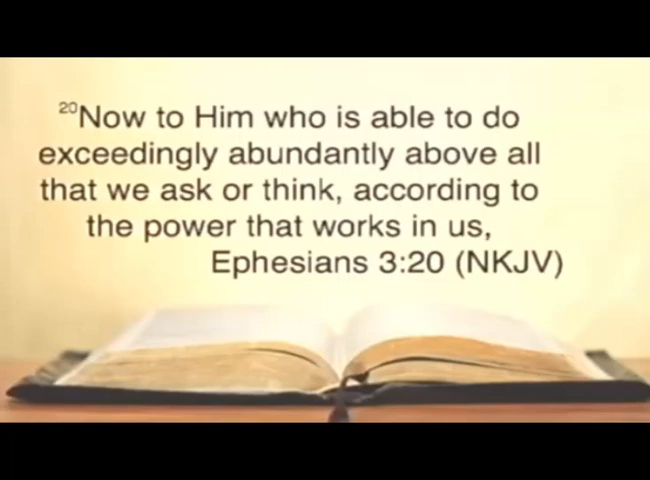 20Now to Him who is able to do
exceedingly abundantly above all
that we ask or think, according to
the power that works in us,
Ephesians 3:20 (NKJV)